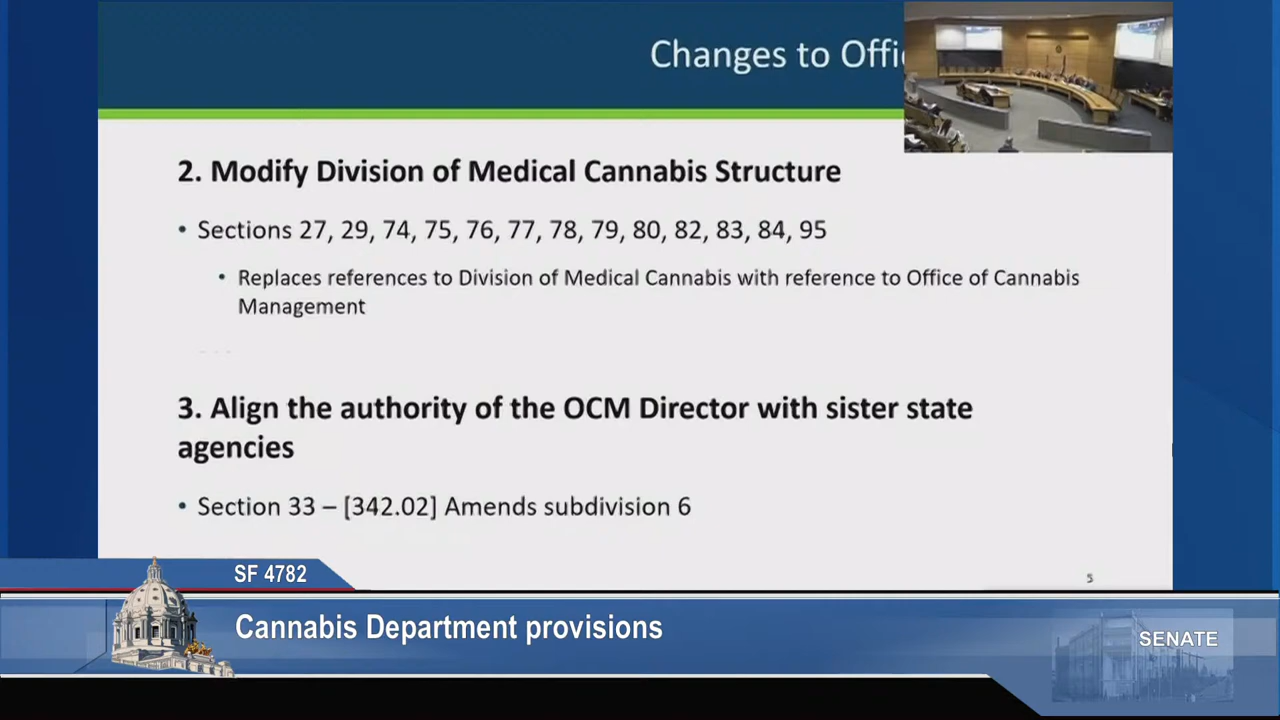 Changes to Offi
2. Modify Division of Medical Cannabis Structure
• Sections 27, 29, 74, 75, 76, 77, 78, 79, 80, 82, 83, 84, 95
• Replaces references to Division of Medical Cannabis with reference to Office of Cannabis
Management
3. Align the authority of the OCM Director with sister state
agencies
• Section 33 – [342.02] Amends subdivision 6
5
SF 4782
Cannabis Department provisions
SENATE